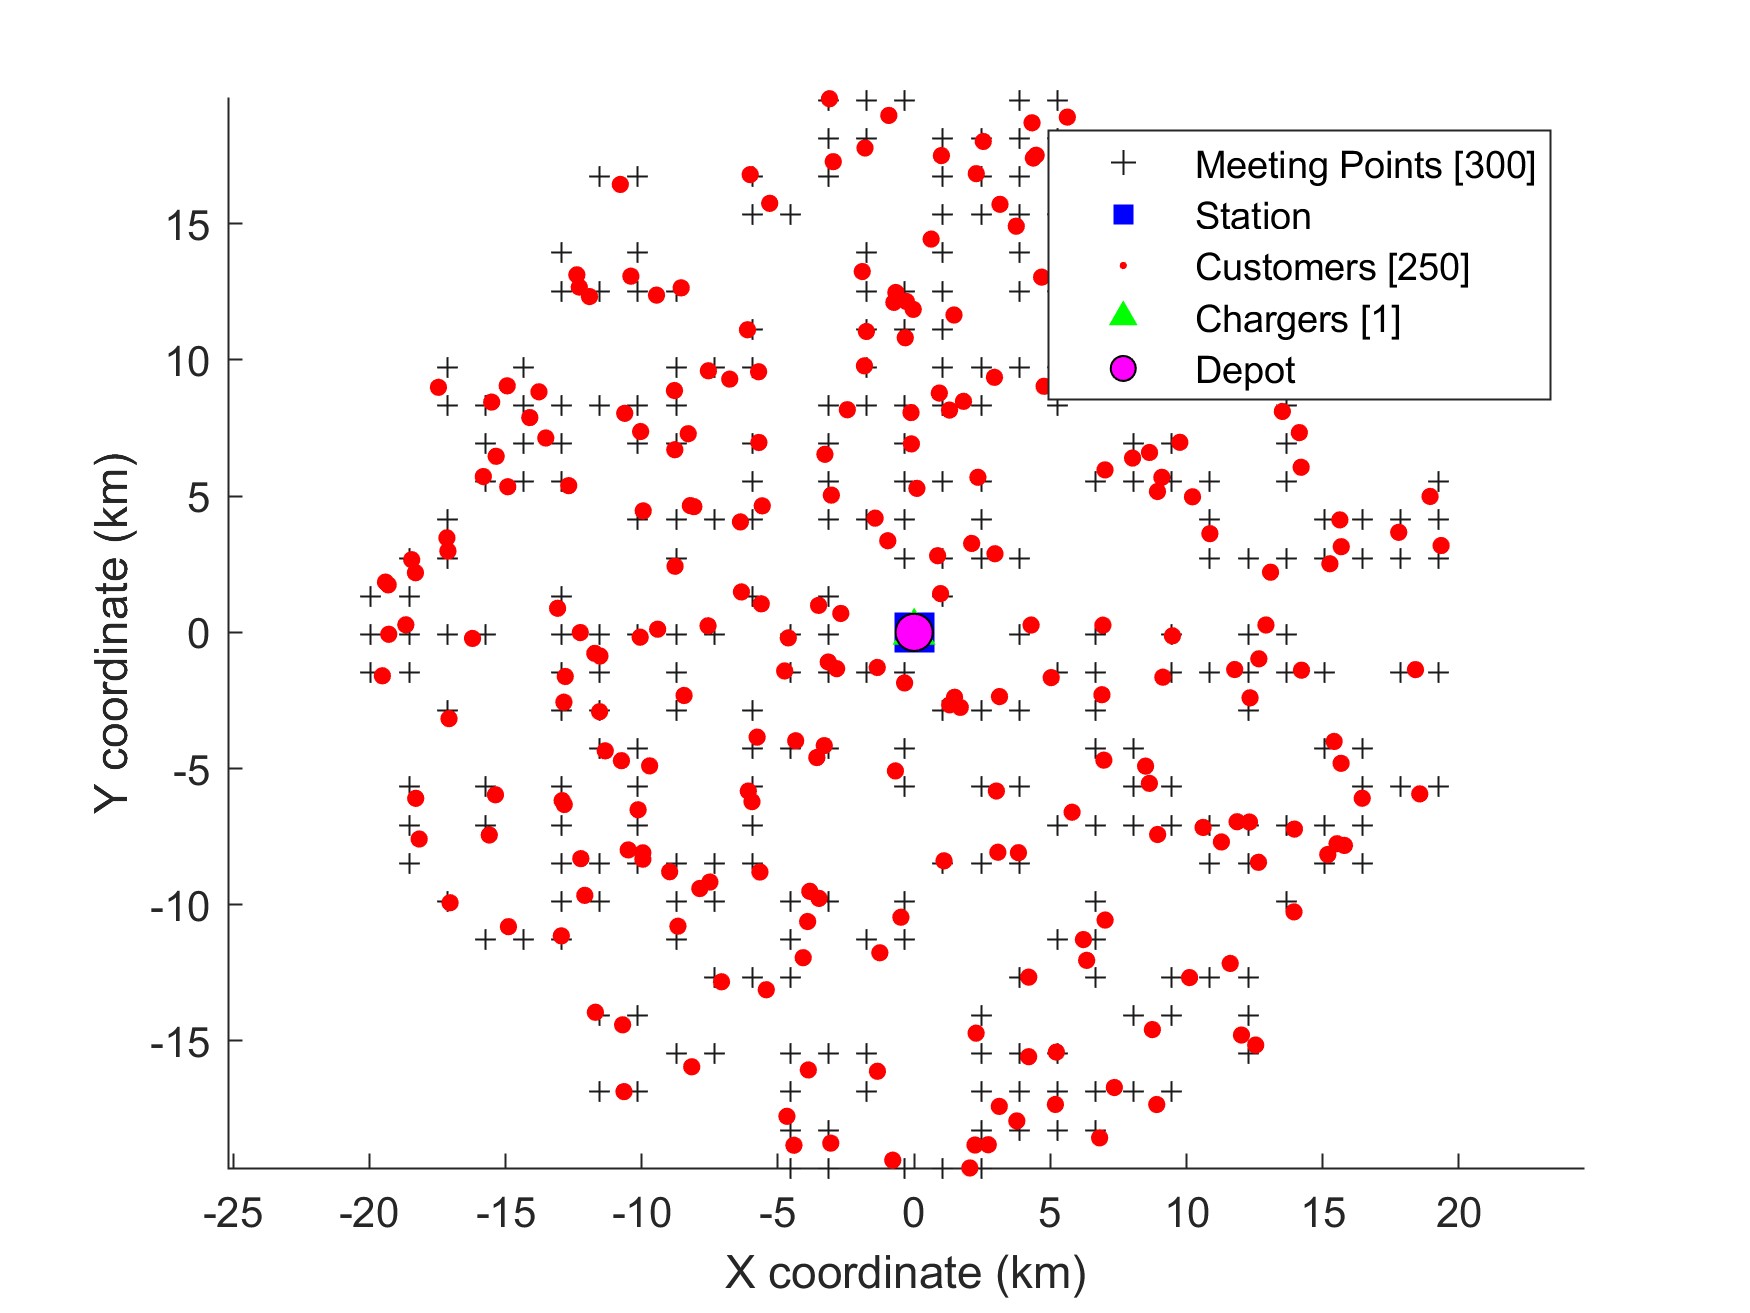 Meeting Points [300]
Station
Customers [250]
Chargers [1]
Depot
15
10
5
0
-5
-10
-15
Y coordinate (km)
-25 -20 -15 -10 -5 0 5 10 15 20
X coordinate (km)